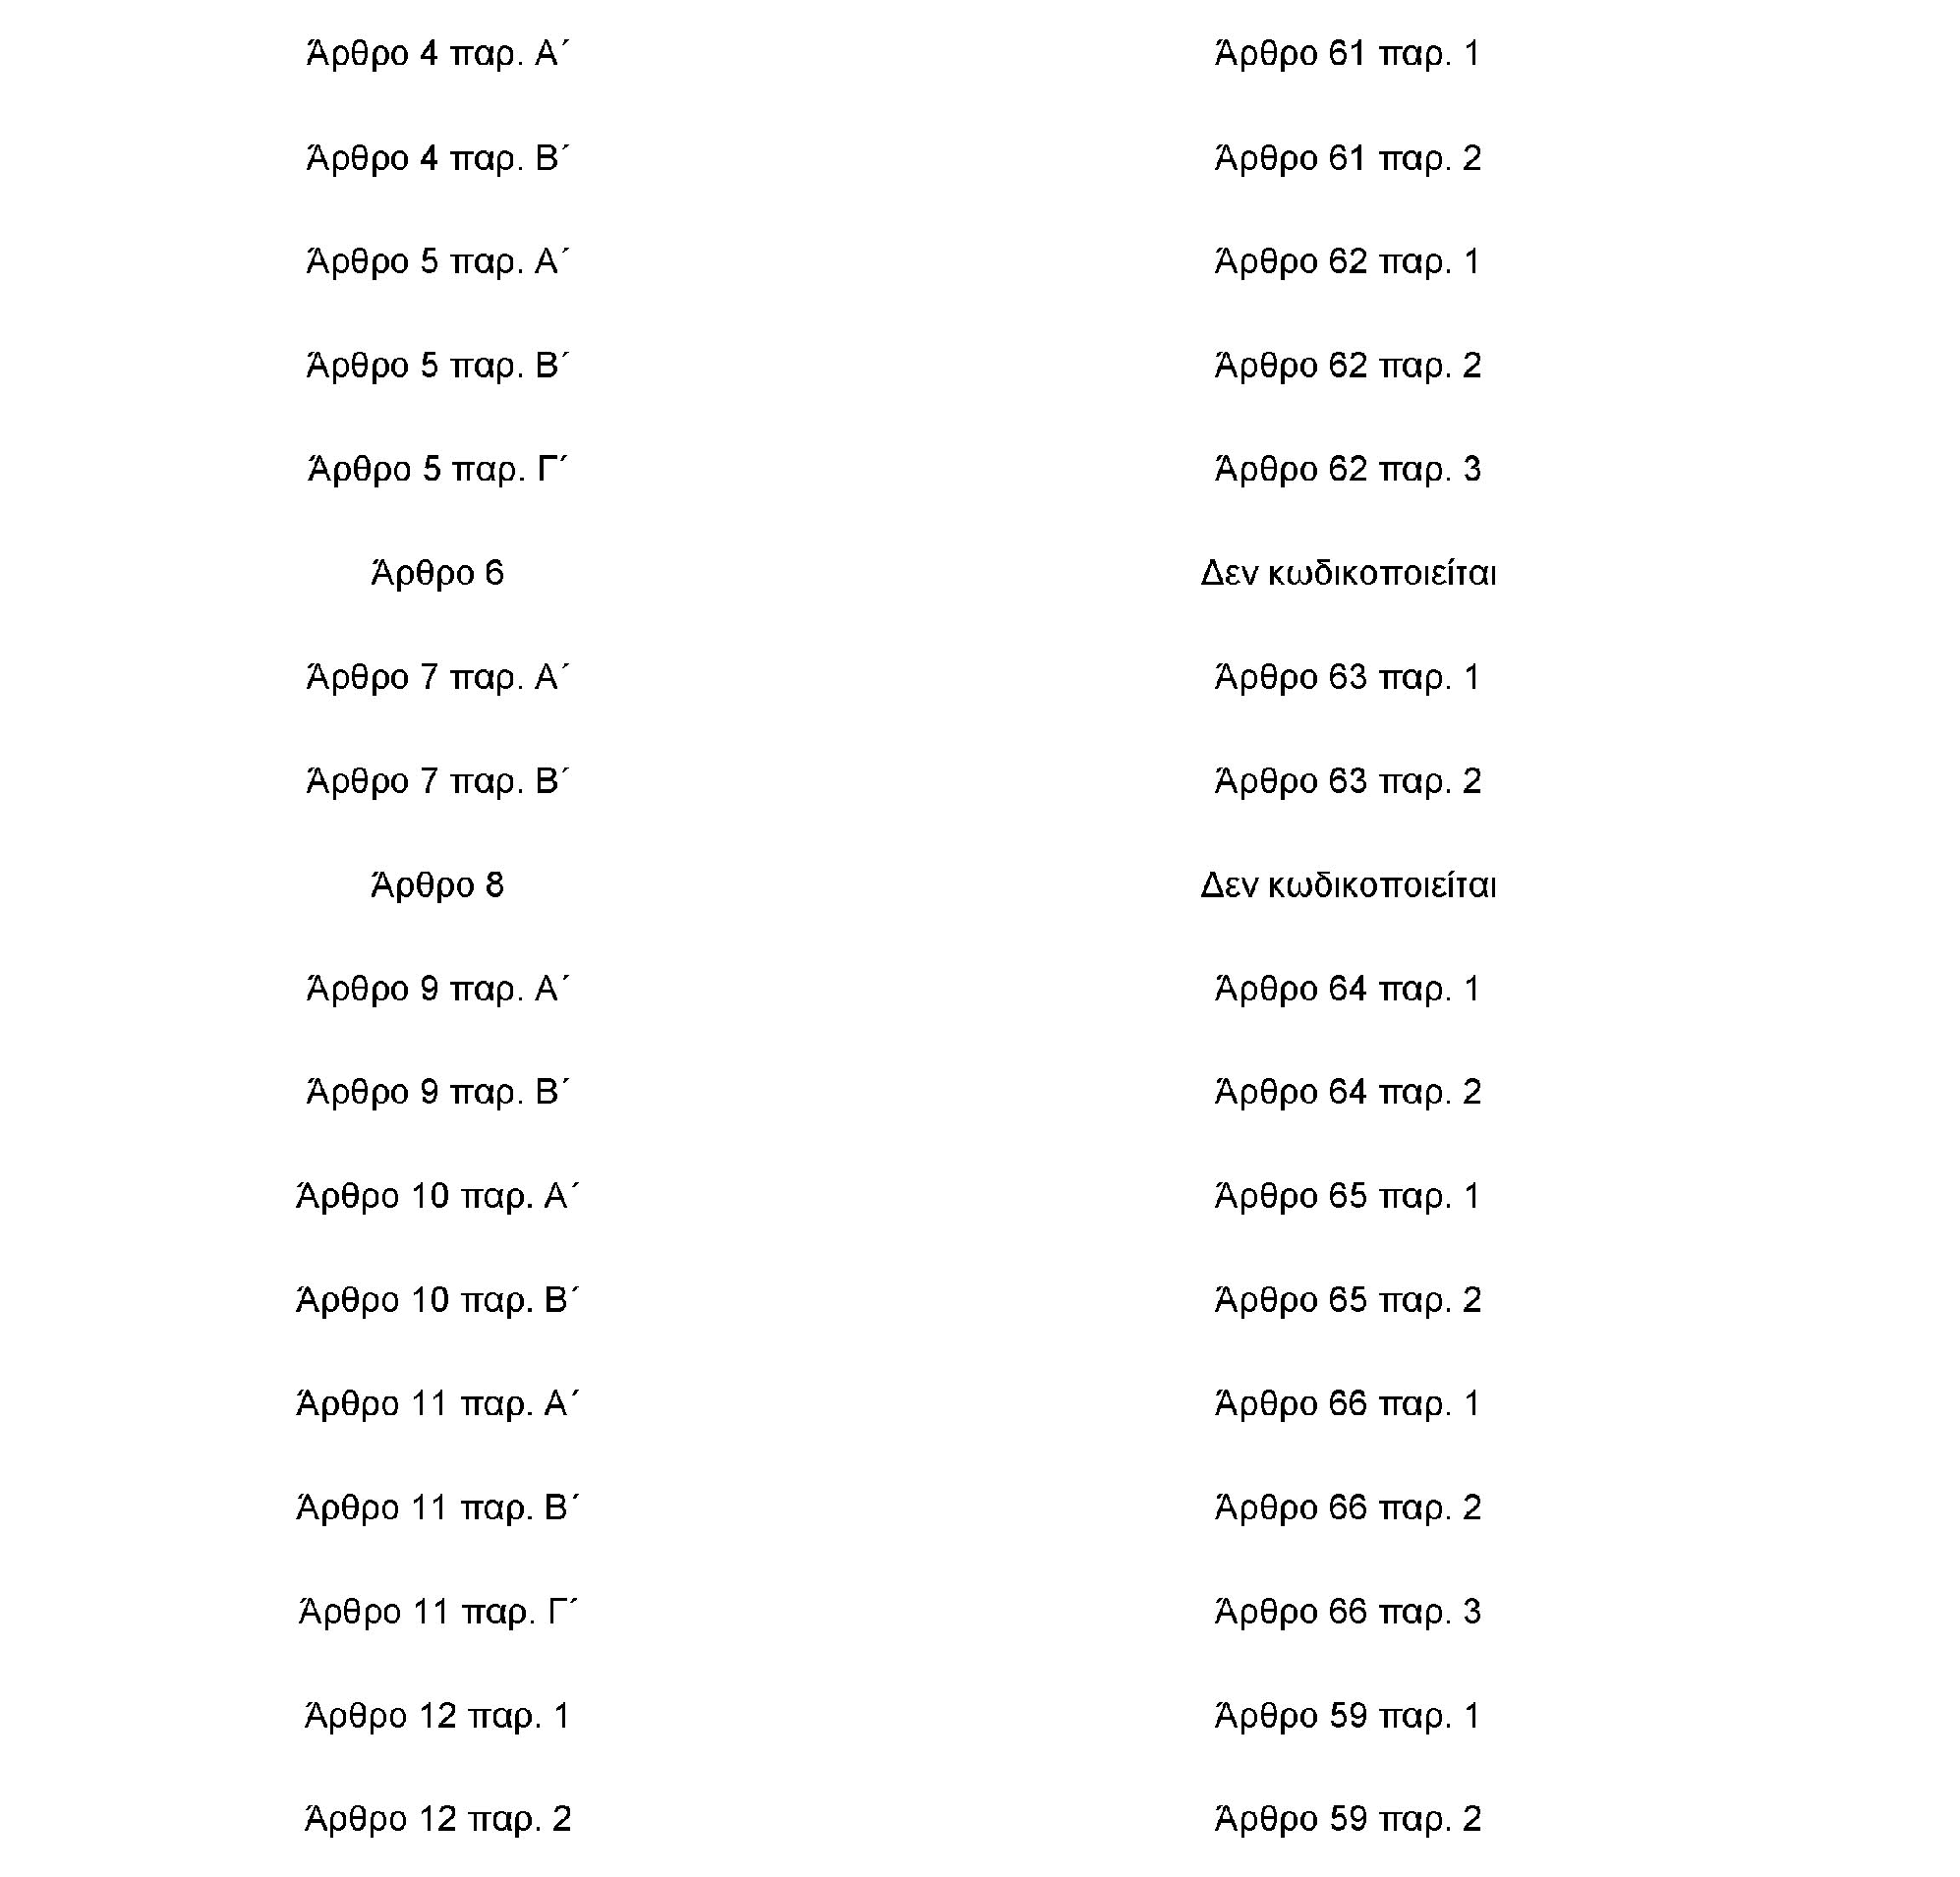 Άρθρο 4 παρ. Α΄ Άρθρο 61 παρ. 1
Άρθρο 4 παρ. Β΄ Άρθρο 61 παρ. 2
Άρθρο 5 παρ. Α΄ Άρθρο 62 παρ. 1
Άρθρο 5 παρ. Β΄ Άρθρο 62 παρ. 2
Άρθρο 5 παρ. Γ΄ Άρθρο 62 παρ. 3
Άρθρο 6 Δεν κωδικοποιείται
Άρθρο 7 παρ. Α΄ Άρθρο 63 παρ. 1
Άρθρο 7 παρ. Β΄ Άρθρο 63 παρ. 2
Άρθρο 8 Δεν κωδικοποιείται
Άρθρο 9 παρ. Α΄ Άρθρο 64 παρ. 1
Άρθρο 9 παρ. Β΄ Άρθρο 64 παρ. 2
Άρθρο 10 παρ. Α΄ Άρθρο 65 παρ. 1
Άρθρο 10 παρ. Β΄ Άρθρο 65 παρ. 2
Άρθρο 11 παρ. Α΄ Άρθρο 66 παρ. 1
Άρθρο 11 παρ. Β΄ Άρθρο 66 παρ. 2
Άρθρο 11 παρ. Γ΄ Άρθρο 66 παρ. 3
Άρθρο 12 παρ. 1 Άρθρο 59 παρ. 1
Άρθρο 12 παρ. 2 Άρθρο 59 παρ. 2